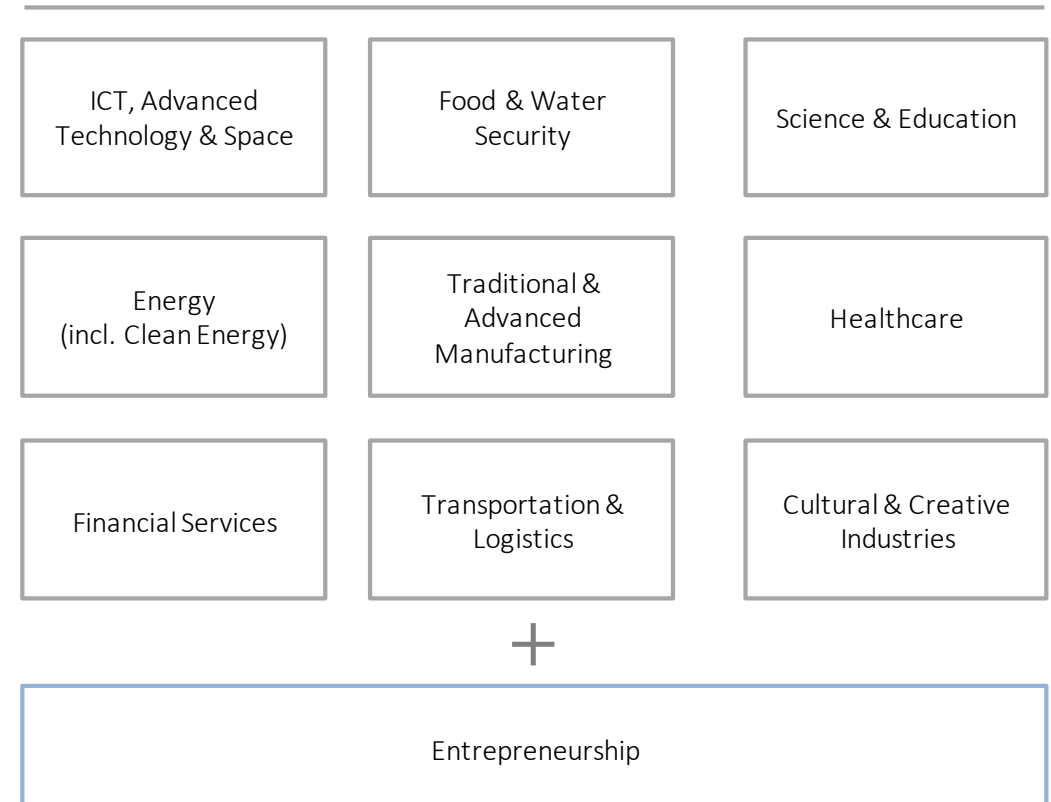 ICT, Advanced
Technology & Space
Food & Water
Security
Science & Education
Energy
(incl. Clean Energy)
Traditional &
Advanced
Manufacturing
Healthcare
Financial Services
Transportation &
Logistics
Cultural & Creative
Industries
+
Entrepreneurship